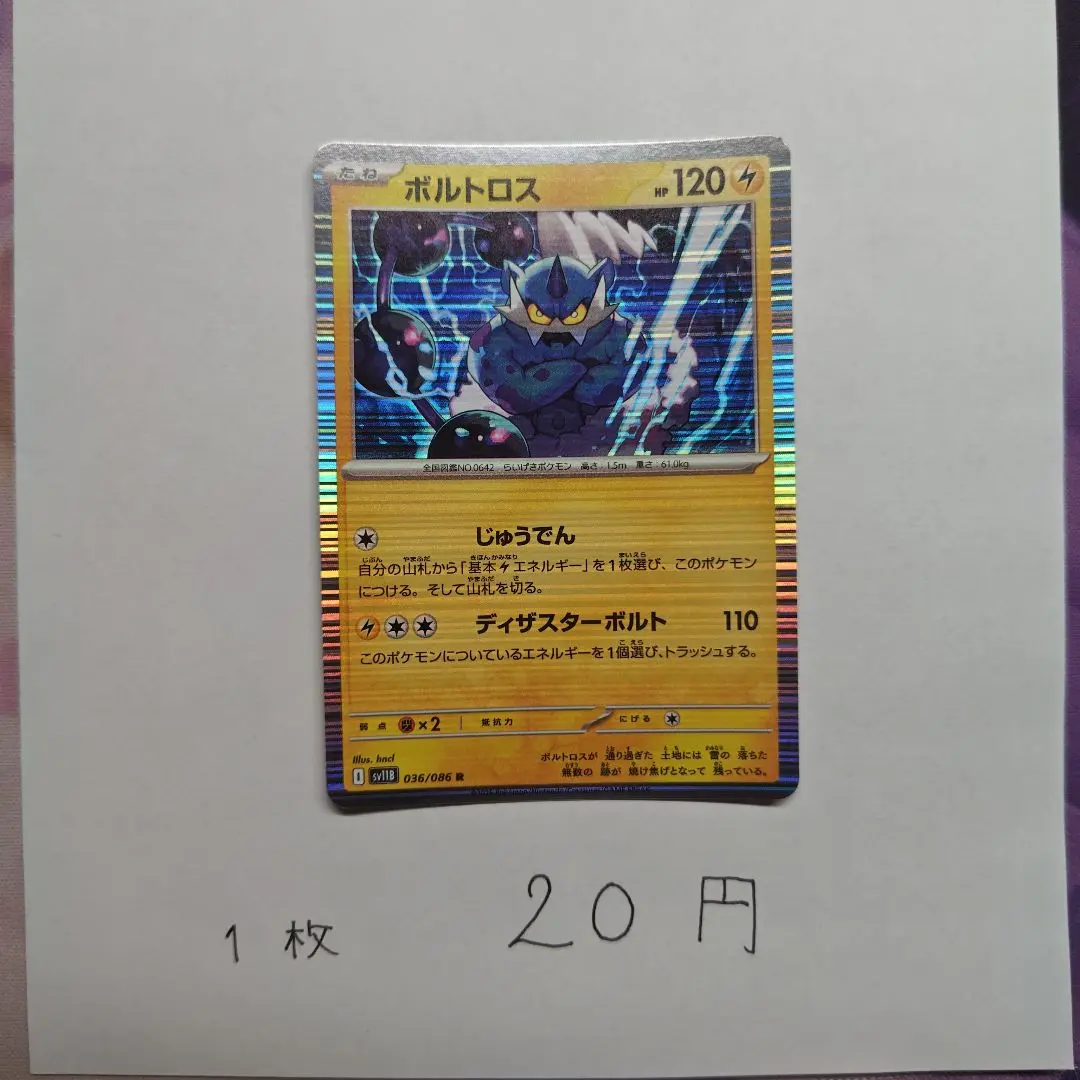 たね ボルトロス HP 120
全国図鑑NO.0642 らいげきポケモン 高さ:1.5m 重さ:61.0kg
じゅうでん
自分の山札から「基本エネルギー」を1枚選び、このポケモン
につける。そして山札を切る。
ディザスターボルト 110
このポケモンについているエネルギーを1個選び、トラッシュする。
弱点 ×2 抵抗力 にげる
Illus. hncl
ボルトロスが 通り過ぎた 土地には 雷の 落ちた
無数の 跡が 焼け焦げとなって 残っている。
I sv11B 036/086 R
1枚 20円